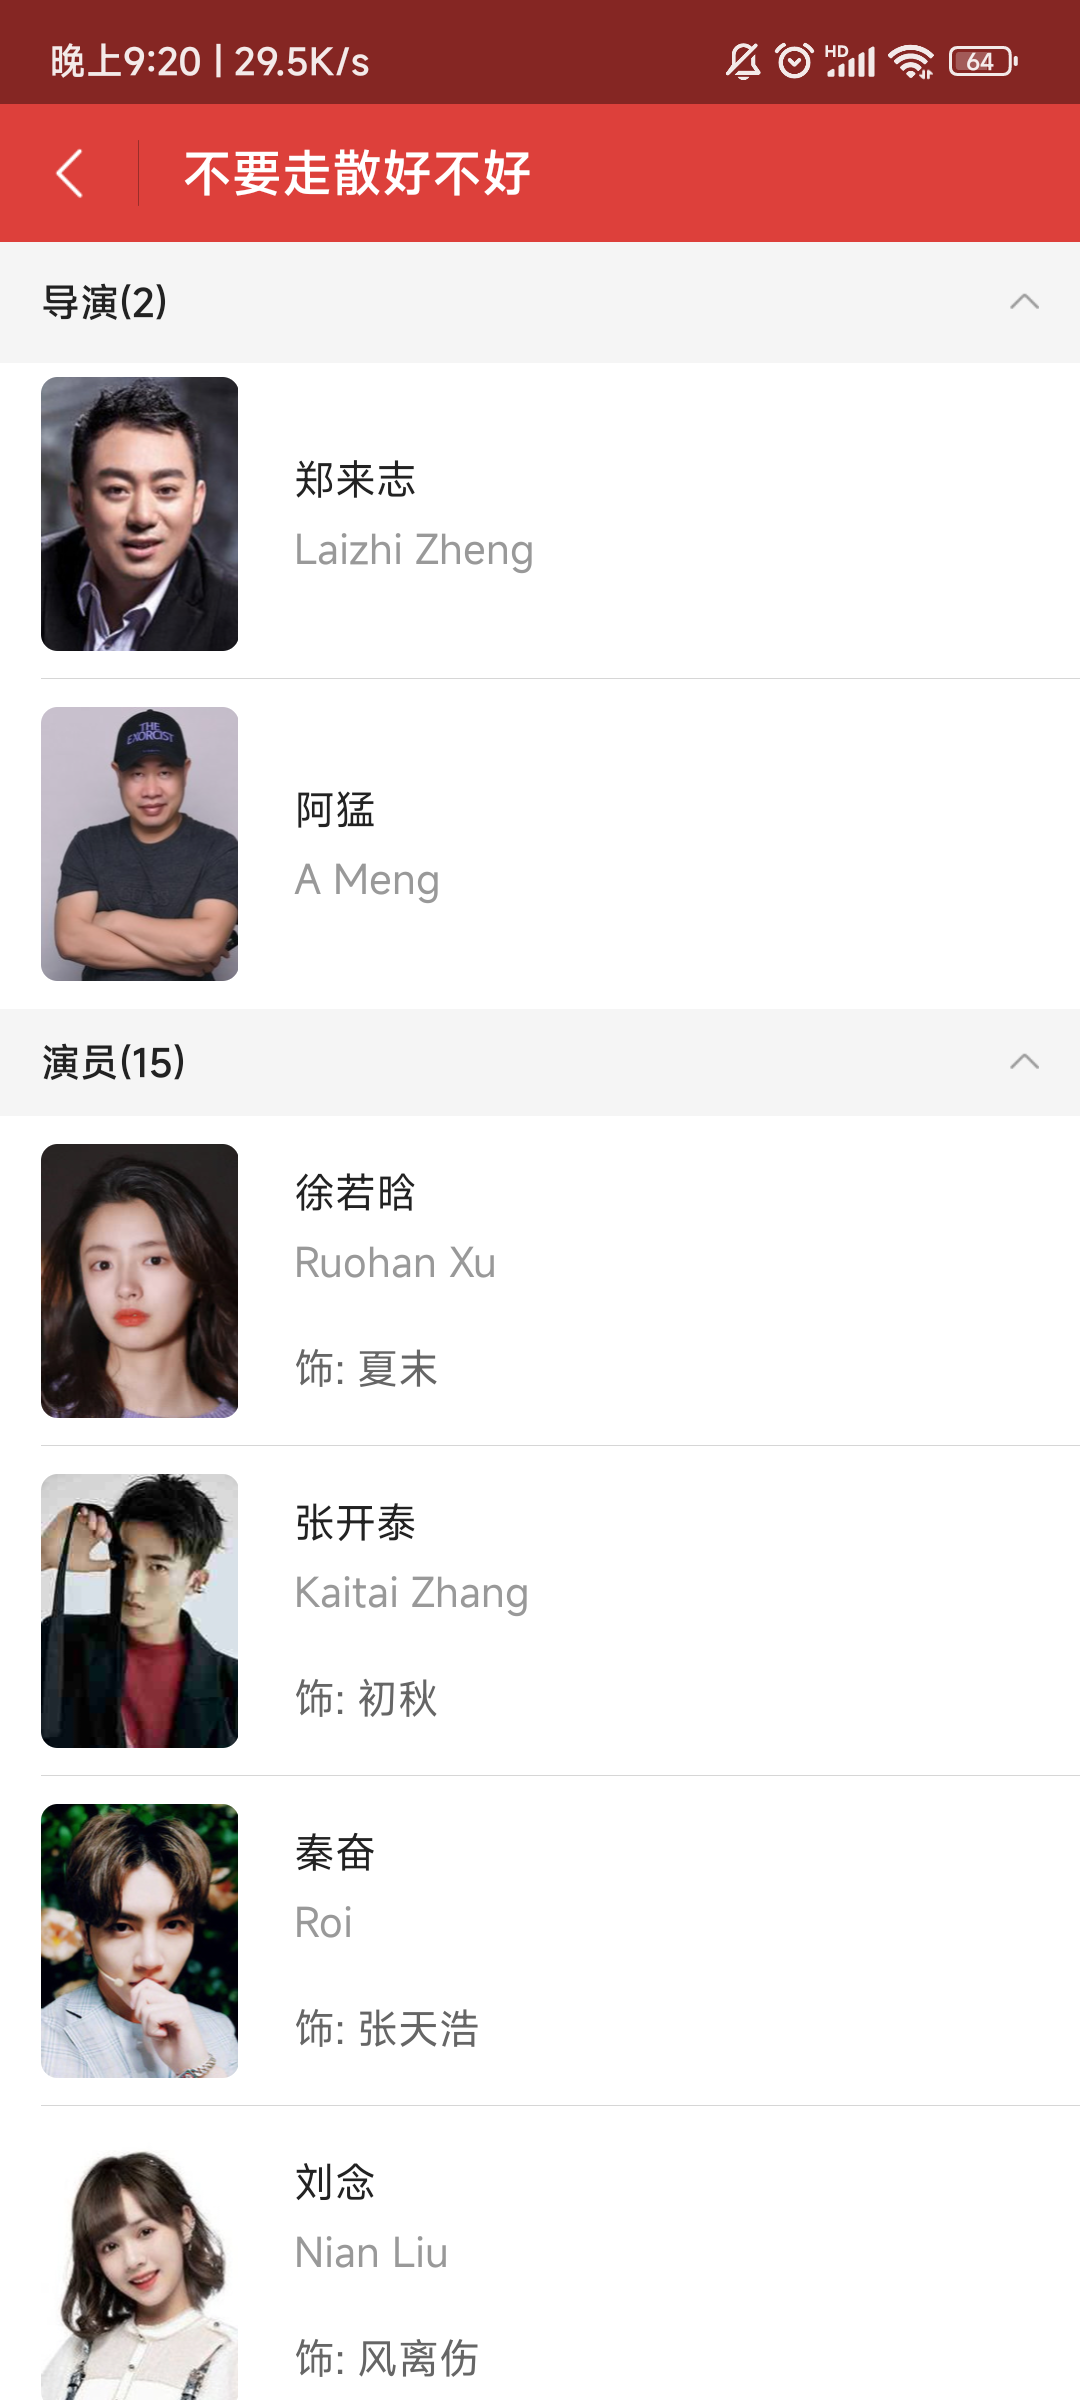 晚上9:20 | 29.5K/s
HD
64
不要走散好不好
导演(2)
郑来志
Laizhi Zheng
THE
EXORCIST
阿猛
A Meng
演员(15)
徐若晗
Ruohan Xu
饰: 夏末
张开泰
Kaitai Zhang
饰: 初秋
秦奋
Roi
饰: 张天浩
刘念
Nian Liu
饰: 风离伤